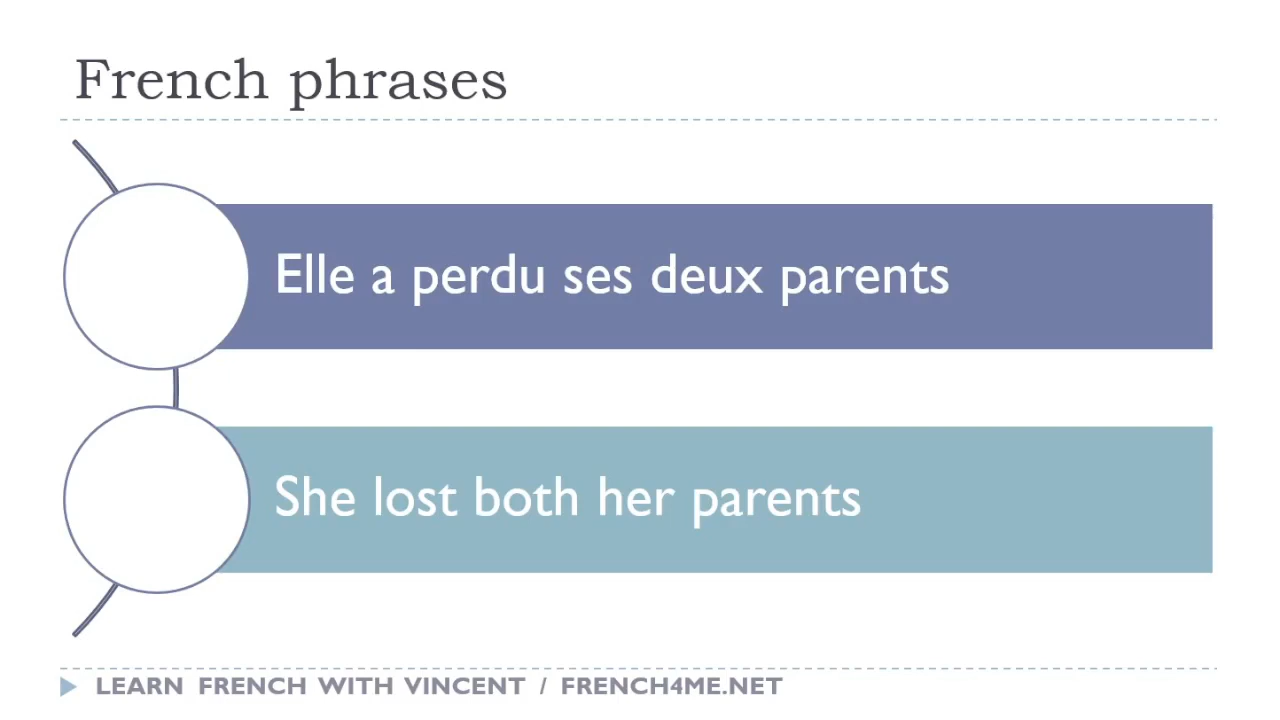 French phrases
Elle a perdu ses deux parents
She lost both her parents
LEARN FRENCH WITH VINCENT / FRENCH4ME.NET